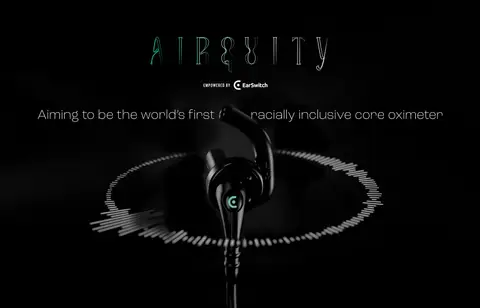 AIRQUITY
EMPOWERED BY EarSwitch
Aiming to be the world's first racially inclusive core oximeter